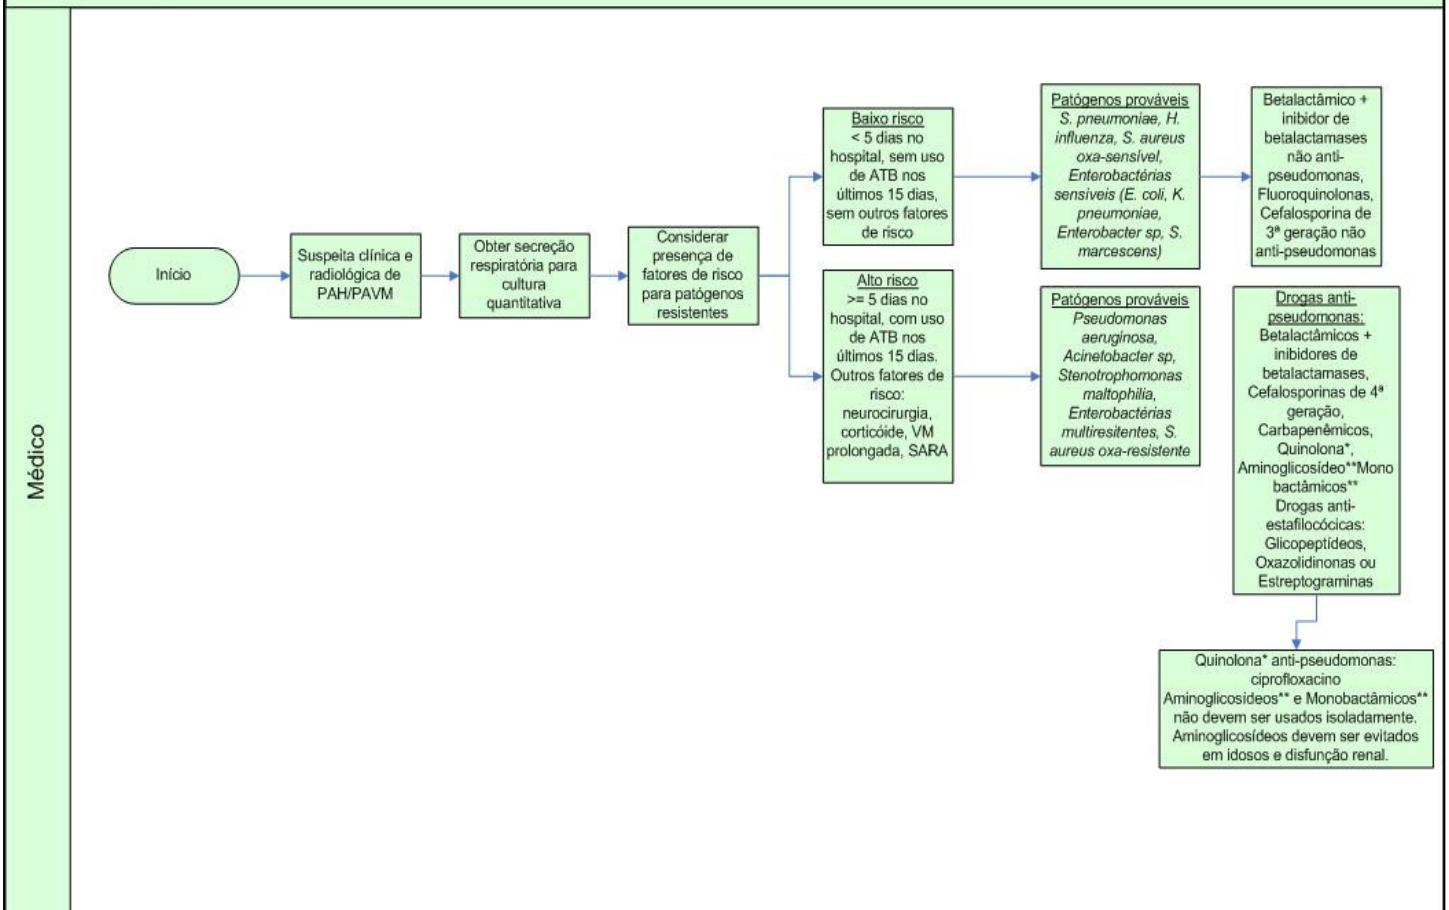 Médico
Início
Suspeita clínica e
radiológica de
PAH/PAVM
Obter secreção
respiratória para
cultura
quantitativa
Considerar
presença de
fatores de risco
para patógenos
resistentes
Baixo risco
< 5 dias no
hospital, sem uso
de ATB nos
últimos 15 dias,
sem outros fatores
de risco
Patógenos prováveis
S. pneumoniae, H.
influenza, S. aureus
oxa-sensível,
Enterobactérias
sensíveis (E. coli, K.
pneumoniae,
Enterobacter sp, S.
marcescens)
Betalactâmico +
inibidor de
betalactamases
não anti-
pseudomonas,
Fluoroquinolonas,
Cefalosporina de
3ª geração não
anti-pseudomonas
Alto risco
>= 5 dias no
hospital, com uso
de ATB nos
últimos 15 dias.
Outros fatores de
risco:
neurocirurgia,
corticóide, VM
prolongada, SARA
Patógenos prováveis
Pseudomonas
aeruginosa,
Acinetobacter sp,
Stenotrophomonas
maltophilia,
Enterobactérias
multiresitentes, S.
aureus oxa-resistente
Drogas anti-
pseudomonas:
Betalactâmicos +
inibidores de
betalactamases,
Cefalosporinas de 4ª
geração,
Carbapenêmicos,
Quinolona*,
Aminoglicosídeo**Mono
bactâmicos**
Drogas anti-
estafilocócicas:
Glicopeptídeos,
Oxazolidinonas ou
Estreptograminas
Quinolona* anti-pseudomonas:
ciprofloxacino
Aminoglicosídeos** e Monobactâmicos**
não devem ser usados isoladamente.
Aminoglicosídeos devem ser evitados
em idosos e disfunção renal.